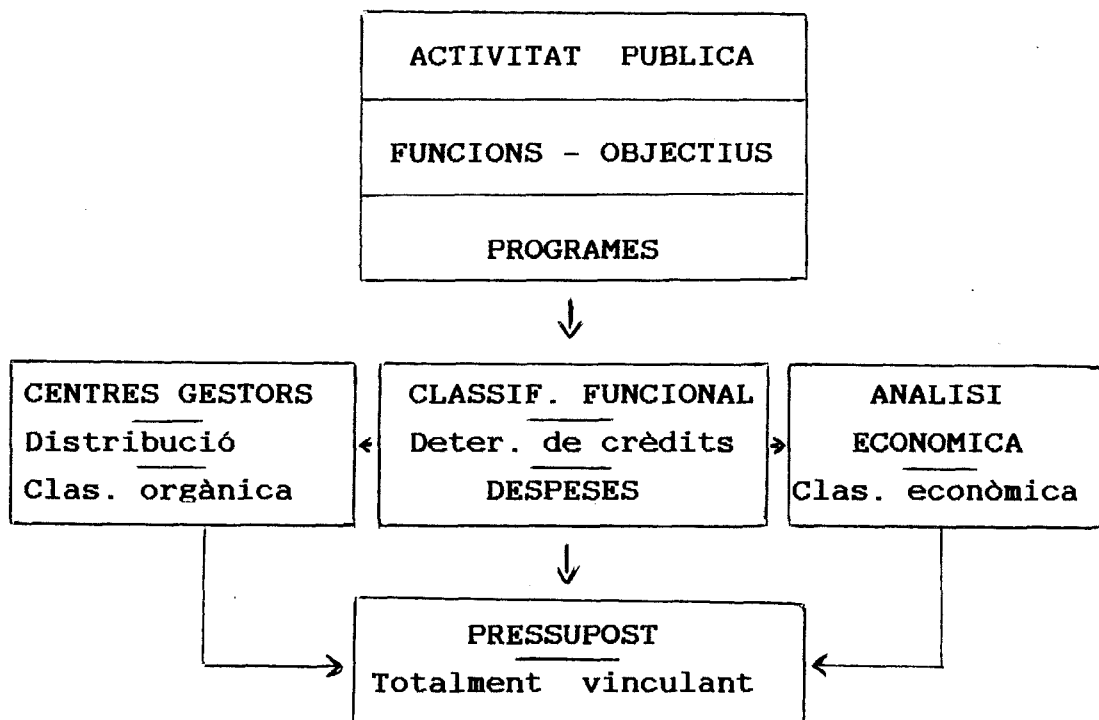 ACTIVITAT PUBLICA
FUNCIONS - OBJECTIUS
PROGRAMES
CENTRES GESTORS
Distribució
Clas. orgànica
CLASSIF. FUNCIONAL
Deter. de crèdits
DESPESES
ANALISI
ECONOMICA
Clas. econòmica
PRESSUPOST
Totalment vinculant